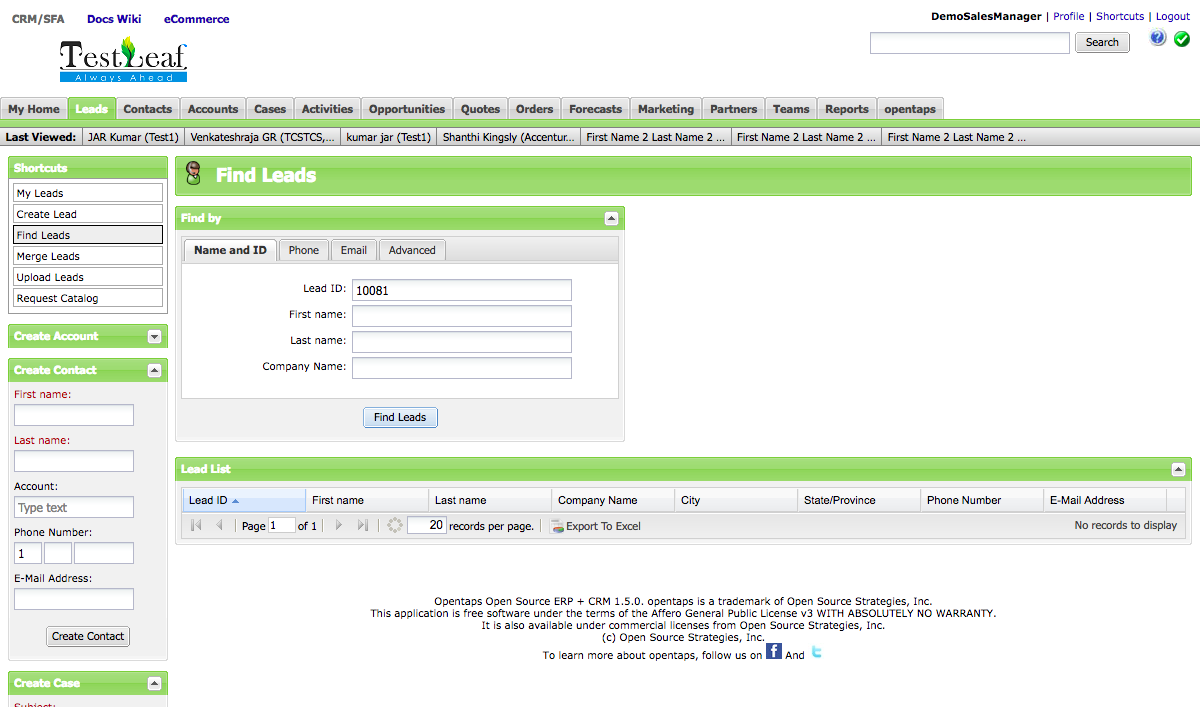 CRM/SFA Docs Wiki eCommerce
DemoSalesManager | Profile | Shortcuts | Logout
Search
TestLeaf
Always Ahead
My Home Leads Contacts Accounts Cases Activities Opportunities Quotes Orders Forecasts Marketing Partners Teams Reports opentaps
Last Viewed: JAR Kumar (Test1) Venkateshraja GR (TCSTCS,... kumar jar (Test1) Shanthi Kingsly (Accentur... First Name 2 Last Name 2 ... First Name 2 Last Name 2 ... First Name 2 Last Name 2 ...
Shortcuts
My Leads
Create Lead
Find Leads
Merge Leads
Upload Leads
Request Catalog
Create Account
Create Contact
First name:
Last name:
Account:
Type text
Phone Number:
1
E-Mail Address:
Create Contact
Create Case
Subject:
Find Leads
Find by
Name and ID Phone Email Advanced
Lead ID: 10081
First name:
Last name:
Company Name:
Find Leads
Lead List
Lead ID First name Last name Company Name City State/Province Phone Number E-Mail Address
Page 1 of 1 20 records per page. Export To Excel No records to display
Opentaps Open Source ERP + CRM 1.5.0. opentaps is a trademark of Open Source Strategies, Inc.
This application is free software under the terms of the Affero General Public License v3 WITH ABSOLUTELY NO WARRANTY.
It is also available under commercial licenses from Open Source Strategies, Inc.
(c) Open Source Strategies, Inc.
To learn more about opentaps, follow us on f And t